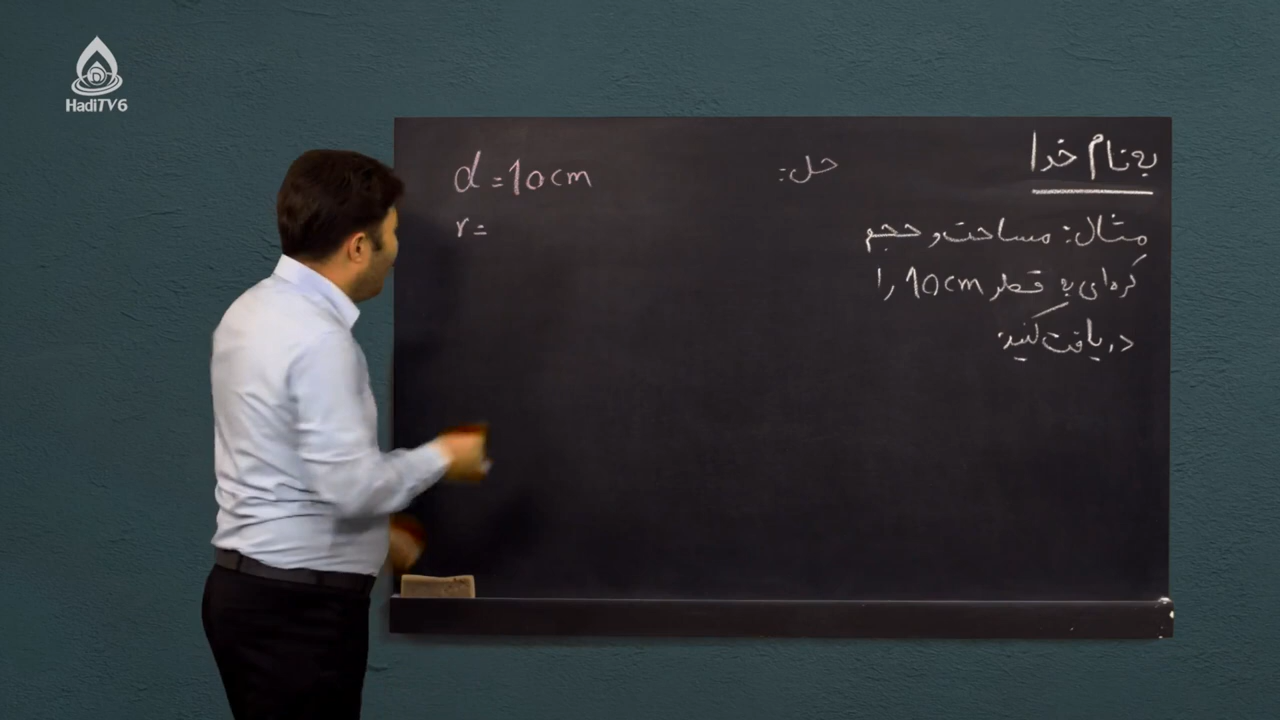 به نام خدا
مثال: مساحت و حجم
کره‌ای به قطر 10cm را
دریافت کنید:
حل:
d=10cm
r=
HadiTV6